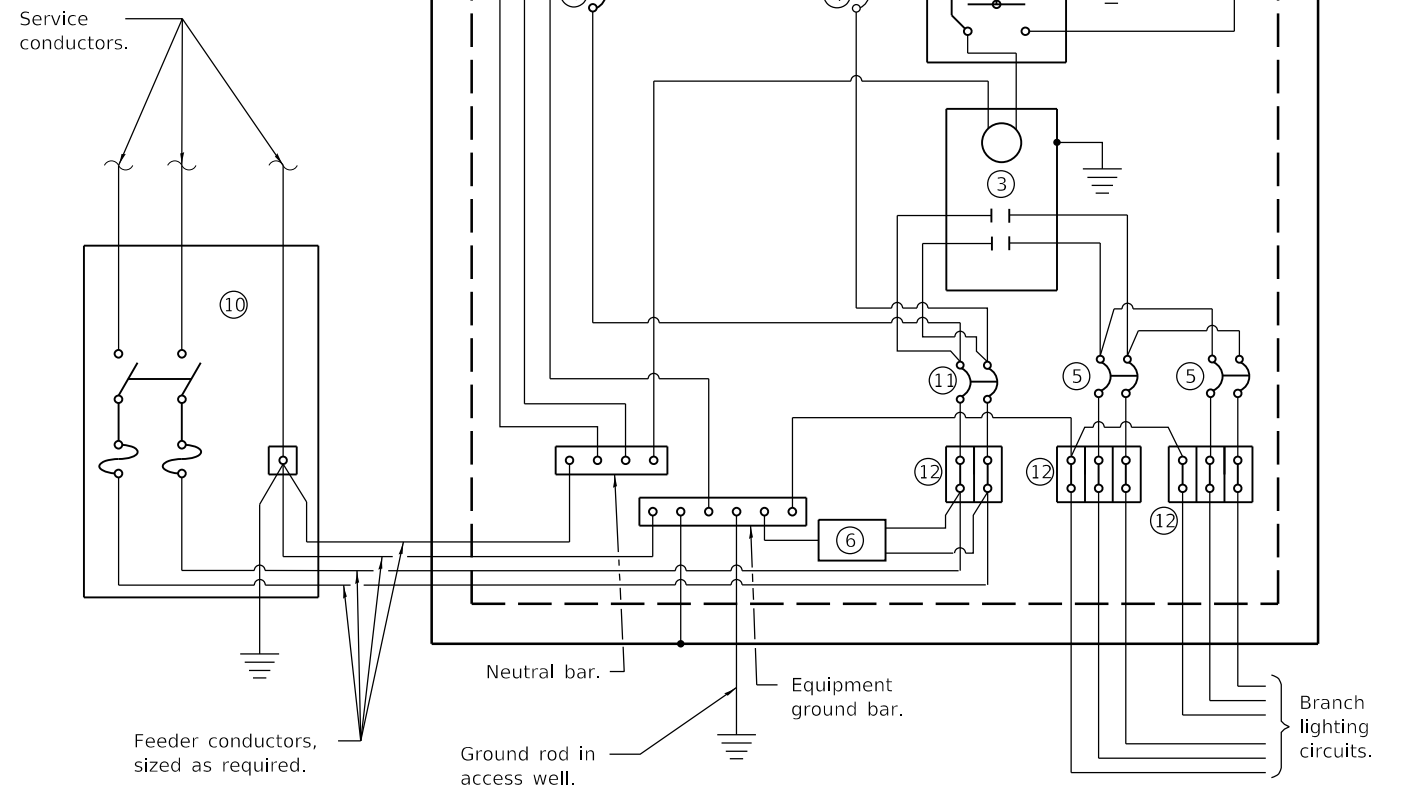 Service
conductors.
3
10
11
5
5
12
12
12
6
Neutral bar.
Equipment
ground bar.
Feeder conductors,
sized as required.
Ground rod in
access well.
Branch
lighting
circuits.